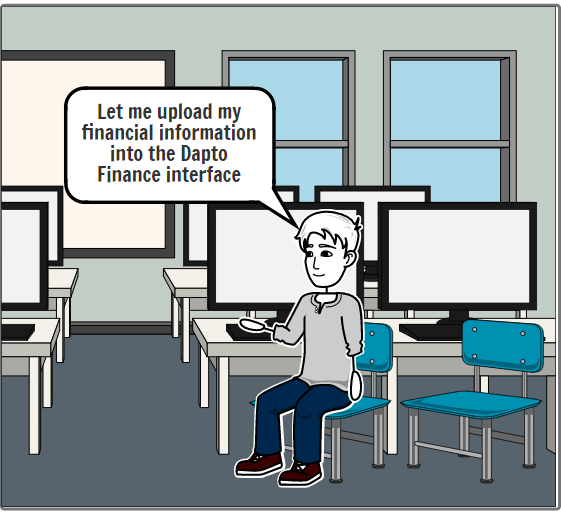 Let me upload my
financial information
into the Dapto
Finance interface